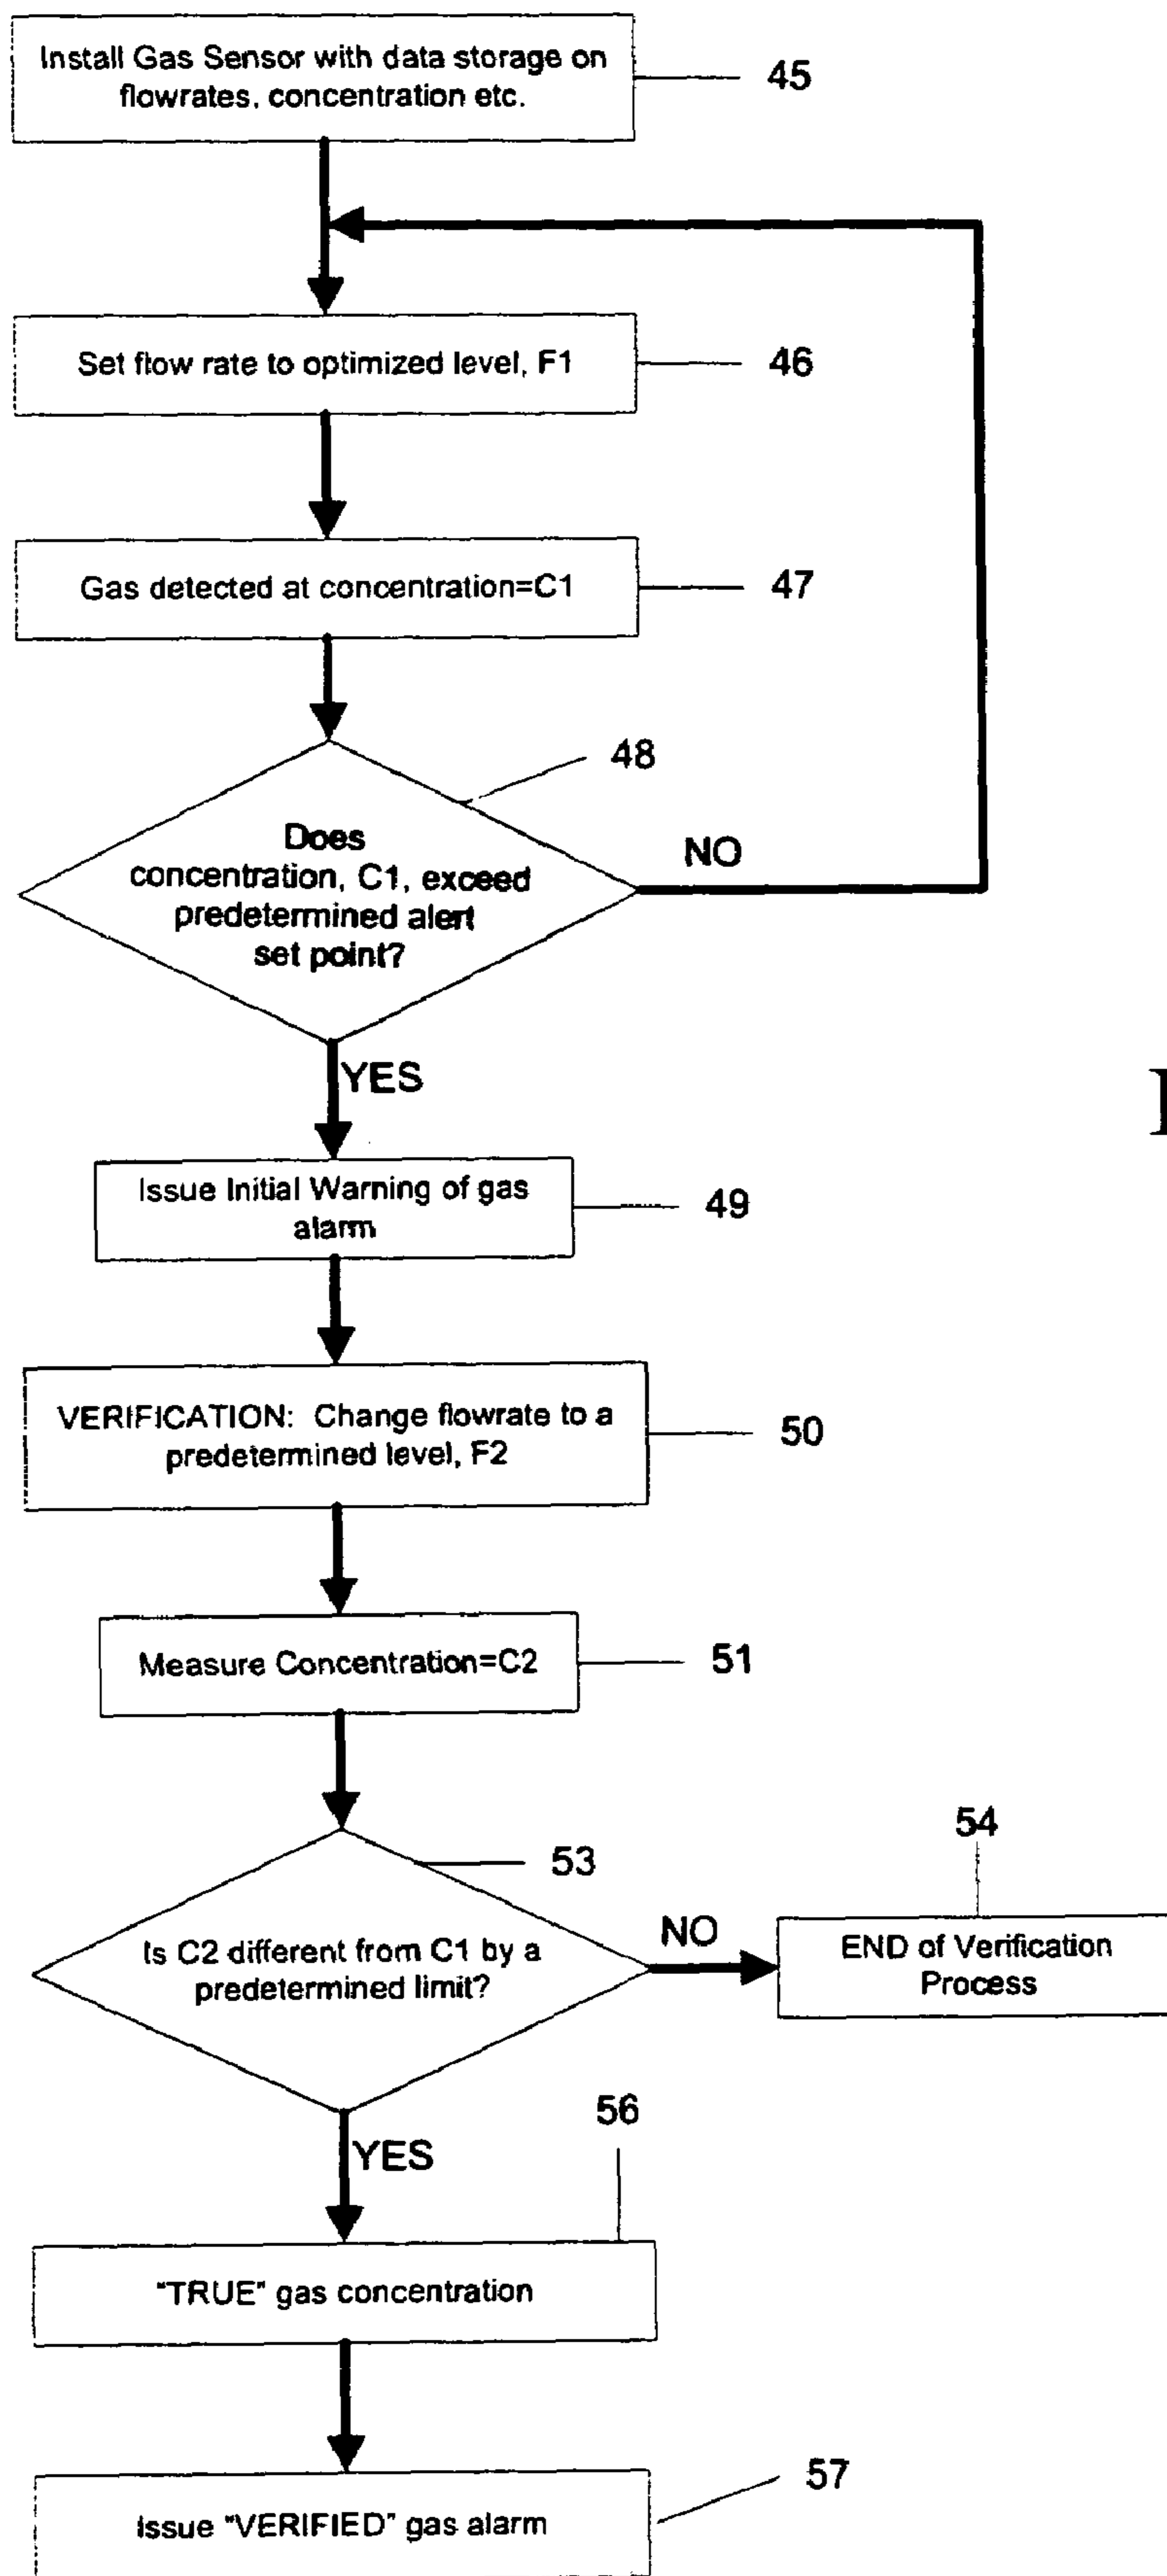 Install Gas Sensor with data storage on
flowrates, concentration etc.
45
Set flow rate to optimized level, F1
46
Gas detected at concentration=C1
47
48
Does
concentration, C1, exceed
predetermined alert
set point?
NO
YES
Issue Initial Warning of gas
alarm
49
VERIFICATION: Change flowrate to a
predetermined level, F2
50
Measure Concentration=C2
51
53
Is C2 different from C1 by a
predetermined limit?
NO
54
END of Verification
Process
YES
56
"TRUE" gas concentration
Issue "VERIFIED" gas alarm
57